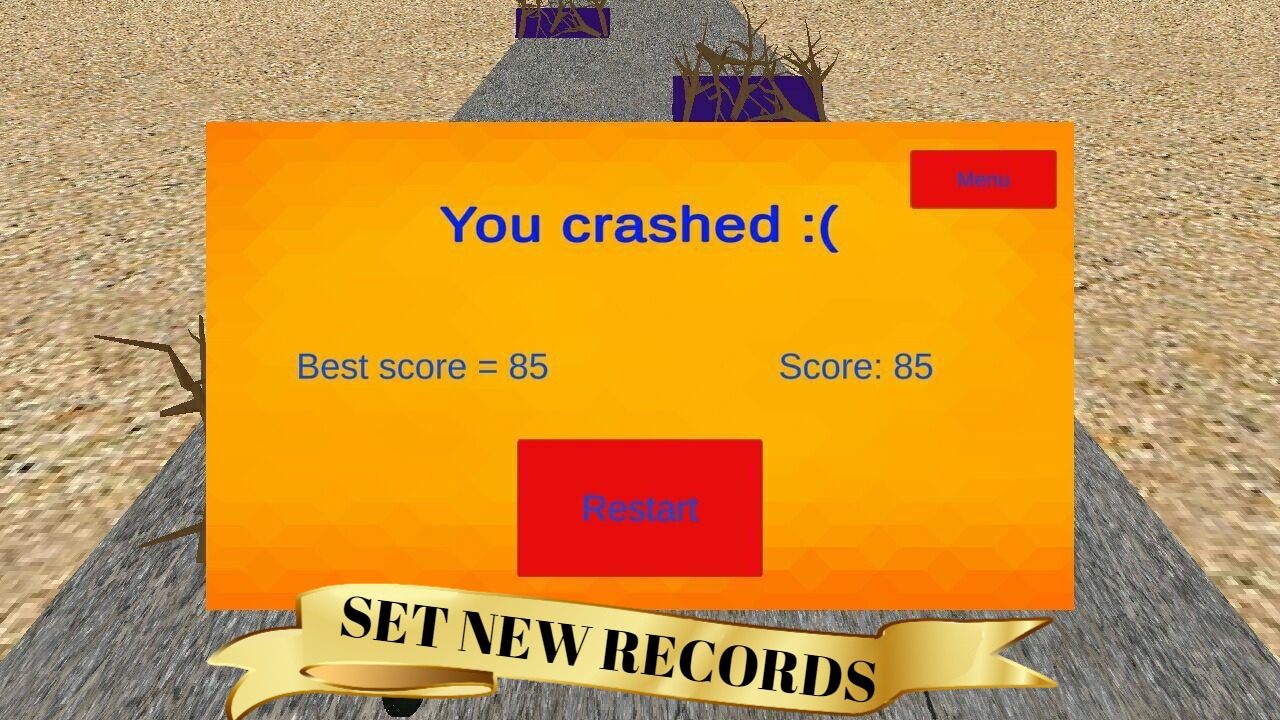 Menu
You crashed :(
Best score = 85
Score: 85
Restart
SET NEW RECORDS